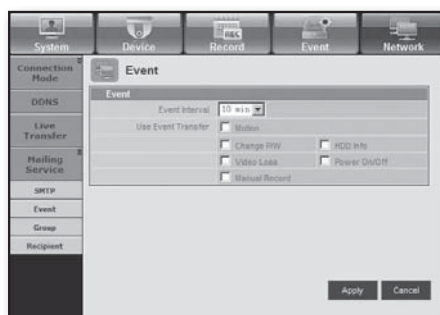 System Device Record Event Network
Connection Mode
DDNS
Live Transfer
Mailing Service
SMTP
Event
Group
Recipient
Event
Event
Event Interval 10 min
Use Event Transfer Motion
Change P/W HDD Info
Video Loss Power On/Off
Manual Record
Apply Cancel